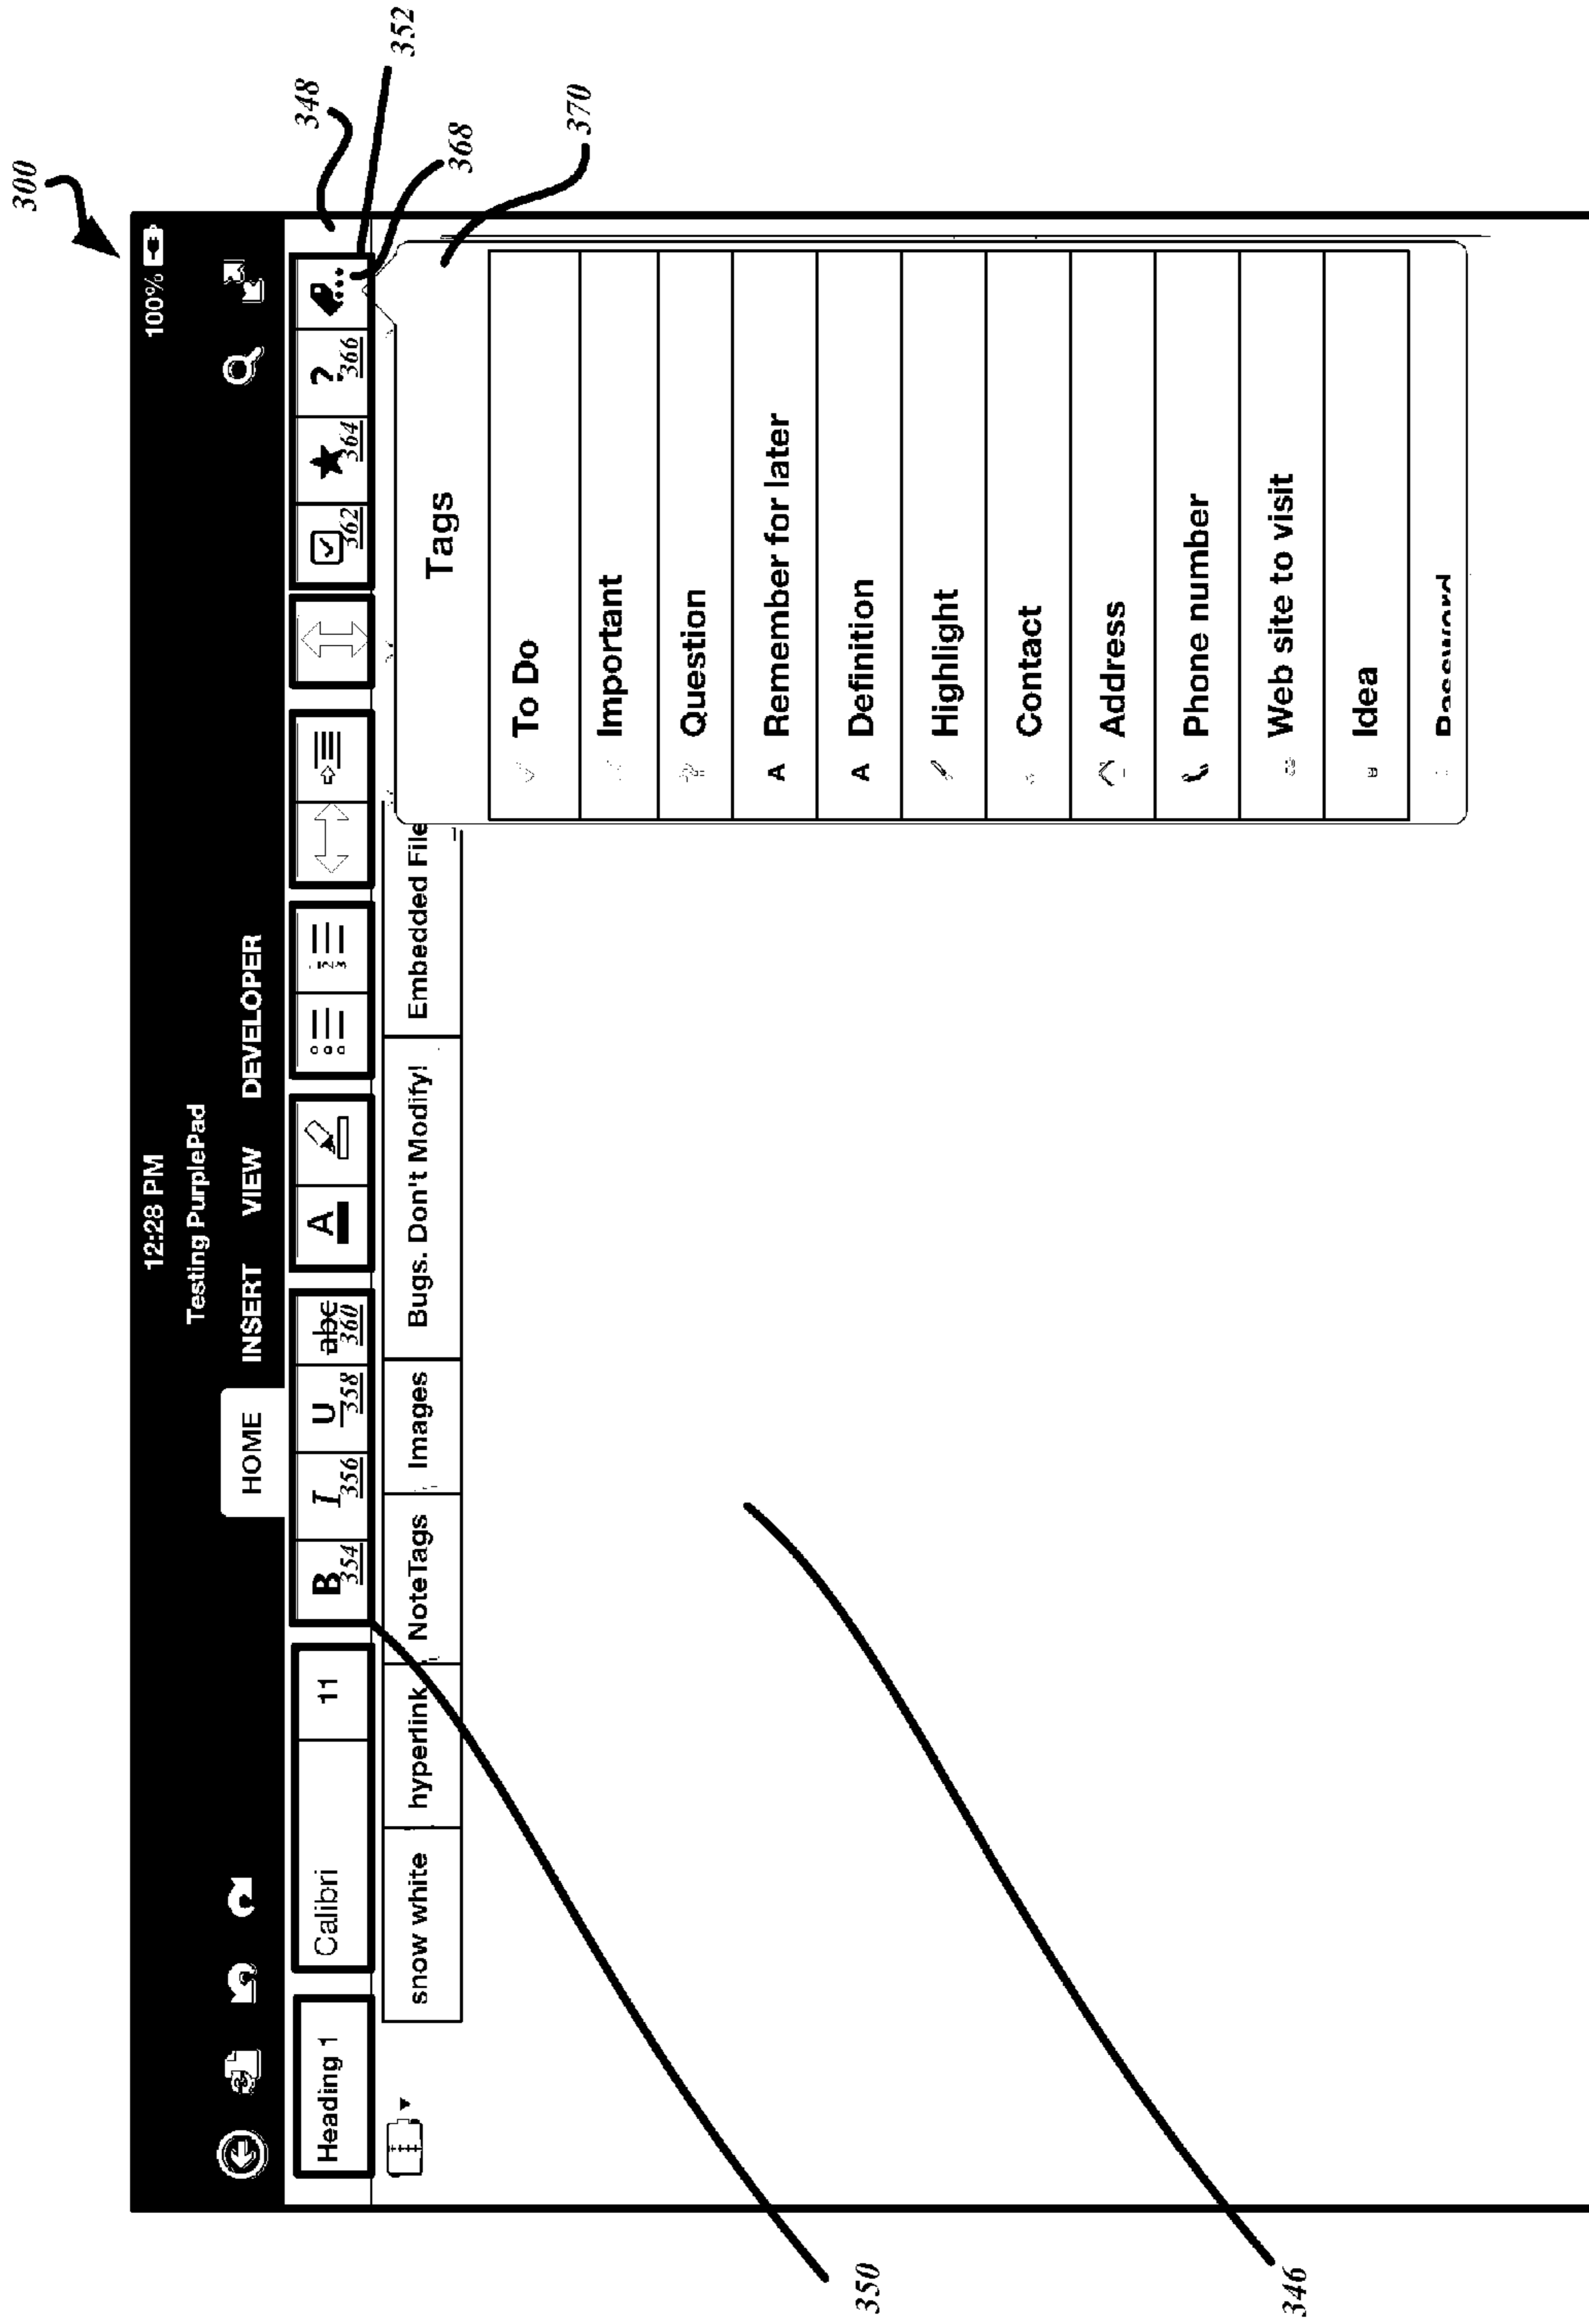 300
12:28 PM
100%
Testing PurplePad
HOME INSERT VIEW DEVELOPER
348
352
Heading 1 Calibri 11 B I U abe A ?
354 356 358 360 362 364 366
368
snow white hyperlink NoteTags Images Bugs. Don't Modify! Embedded File
370
Tags
To Do
Important
Question
A Remember for later
A Definition
Highlight
Contact
Address
Phone number
Web site to visit
Idea
Password
350
346